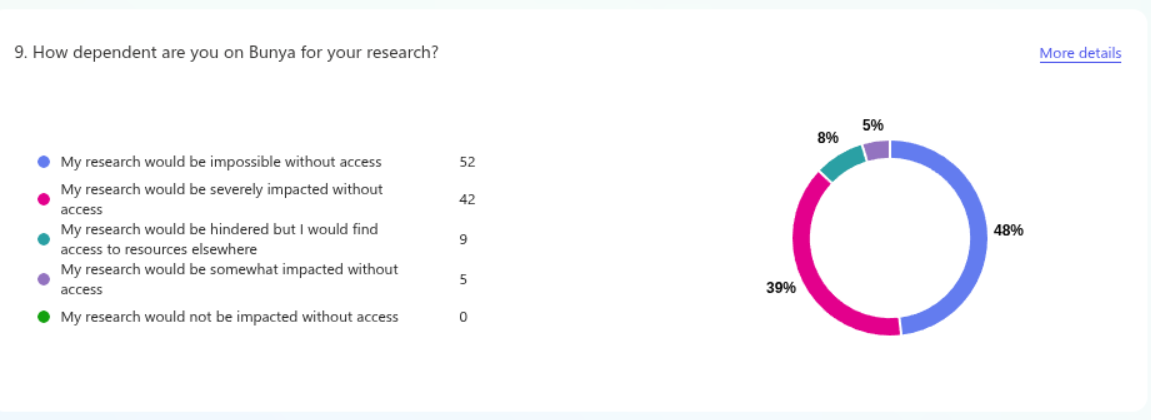 9. How dependent are you on Bunya for your research?
More details
My research would be impossible without access 52
My research would be severely impacted without
access
42
My research would be hindered but I would find
access to resources elsewhere
9
My research would be somewhat impacted without
access
5
My research would not be impacted without access 0
5%
8%
48%
39%